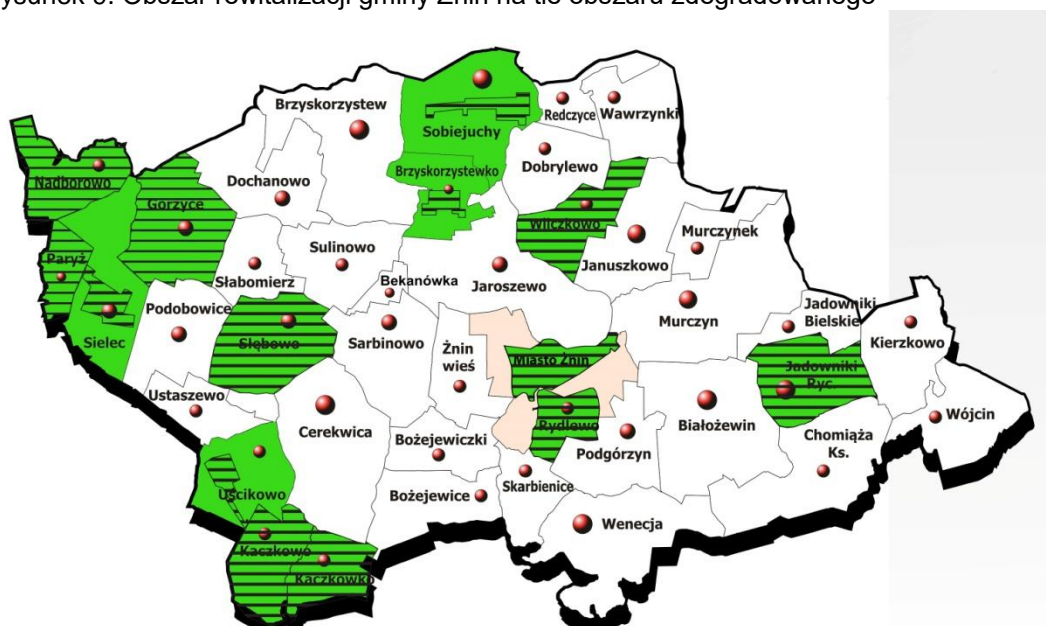 ysunek 9. Obszar rewitalizacji gminy Żnin na tle obszaru zdegradowanego
Brzyskorzystew
Sobiejuchy
Redczyce
Wawrzynki
Nadborowo
Gorzyce
Dochanowo
Brzyskorzystewko
Dobrylewo
Wilczkowo
Murczynek
Paryż
Słabomierz
Sulinowo
Bekanówka
Jaroszewo
Januszkowo
Sielec
Podobowice
Słębowo
Sarbinowo
Żnin
wieś
Miasto Żnin
Murczyn
Jadowniki
Bielskie
Kierzkowo
Jadowniki
Ryc.
Ustaszewo
Cerekwica
Bożejewiczki
Rydlewo
Podgórzyn
Białożewin
Chomiąża
Ks.
Wójcin
Uścikowo
Bożejewice
Skarbienice
Wenecja
Kaczkowo
Kaczkówko